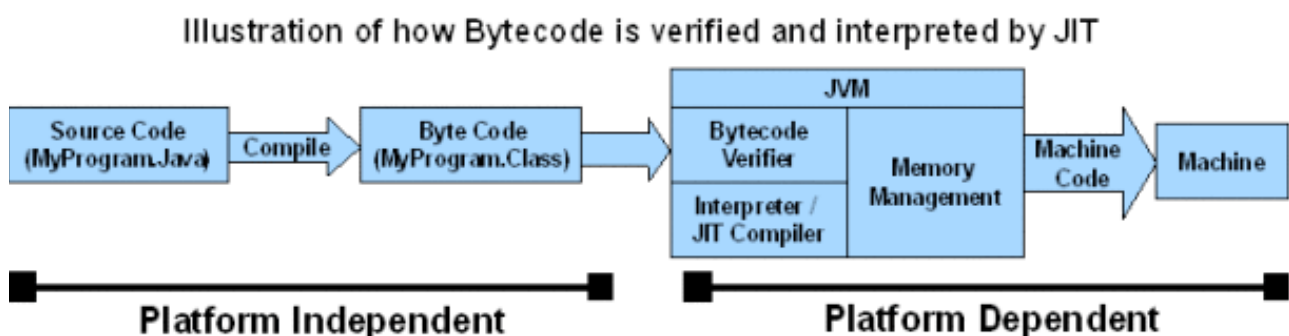 Illustration of how Bytecode is verified and interpreted by JIT
Source Code
(MyProgram.Java)
Compile
Byte Code
(MyProgram.Class)
JVM
Bytecode
Verifier
Interpreter /
JIT Compiler
Memory
Management
Machine
Code
Machine
Platform Independent
Platform Dependent